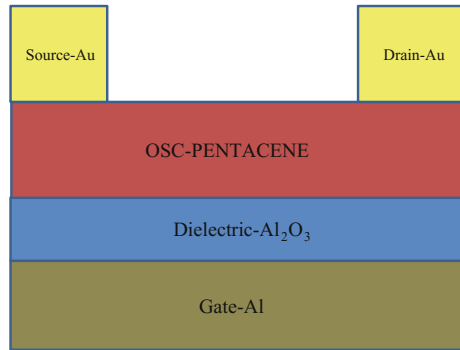 Source-Au
Drain-Au
OSC-PENTACENE
Dielectric-Al₂O₃
Gate-Al